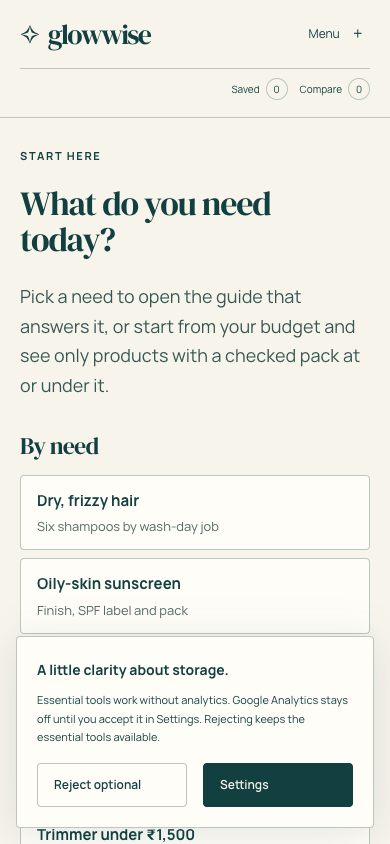 glowwise
Menu +
Saved 0 Compare 0
START HERE
What do you need
today?
Pick a need to open the guide that
answers it, or start from your budget and
see only products with a checked pack at
or under it.
By need
Dry, frizzy hair
Six shampoos by wash-day job
Oily-skin sunscreen
Finish, SPF label and pack
A little clarity about storage.
Essential tools work without analytics. Google Analytics stays
off until you accept it in Settings. Rejecting keeps the
essential tools available.
Reject optional Settings
Trimmer under ₹1,500